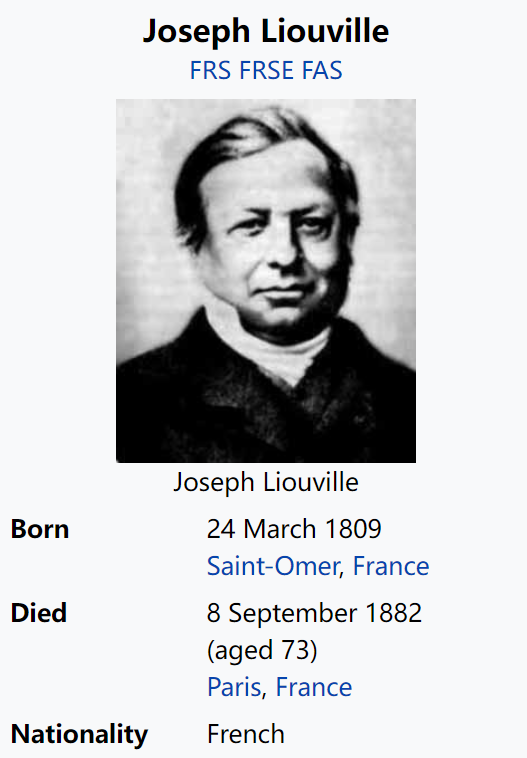 Joseph Liouville
FRS FRSE FAS
Joseph Liouville
Born 24 March 1809
Saint-Omer, France
Died 8 September 1882
(aged 73)
Paris, France
Nationality French